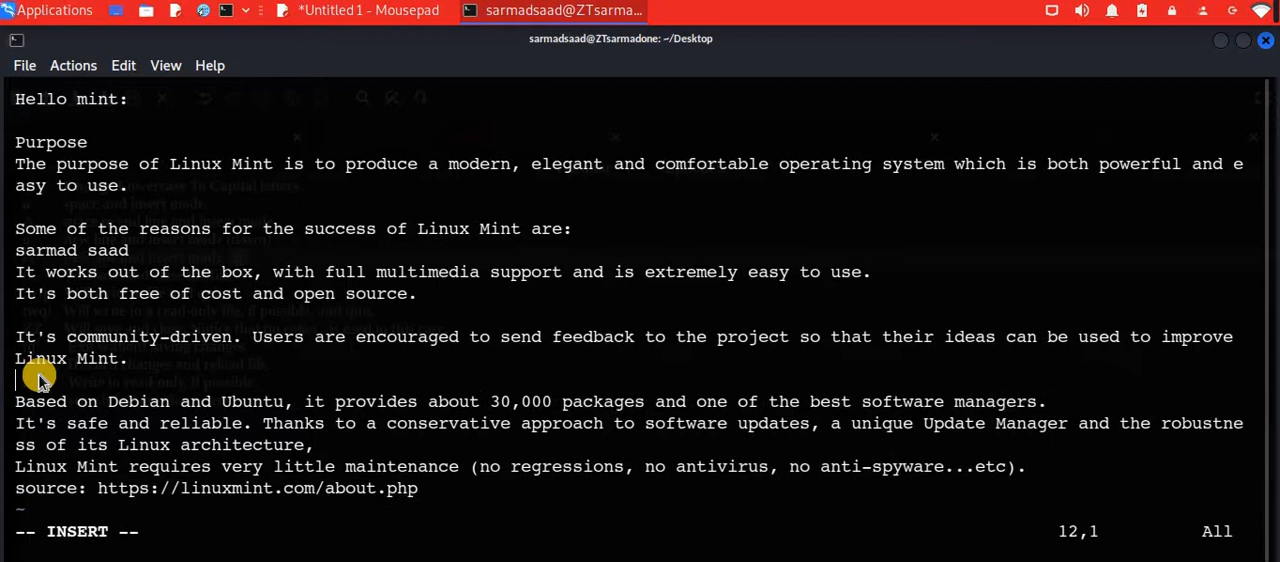 Applications
*Untitled 1 - Mousepad
sarmadsaad@ZTsarma...
sarmadsaad@ZTsarmadone: ~/Desktop
File Actions Edit View Help
Hello mint:
Purpose
The purpose of Linux Mint is to produce a modern, elegant and comfortable operating system which is both powerful and e
asy to use.
Some of the reasons for the success of Linux Mint are:
sarmad saad
It works out of the box, with full multimedia support and is extremely easy to use.
It's both free of cost and open source.
It's community-driven. Users are encouraged to send feedback to the project so that their ideas can be used to improve
Linux Mint.
Based on Debian and Ubuntu, it provides about 30,000 packages and one of the best software managers.
It's safe and reliable. Thanks to a conservative approach to software updates, a unique Update Manager and the robustne
ss of its Linux architecture,
Linux Mint requires very little maintenance (no regressions, no antivirus, no anti-spyware...etc).
source: https://linuxmint.com/about.php
~
-- INSERT -- 12,1 All